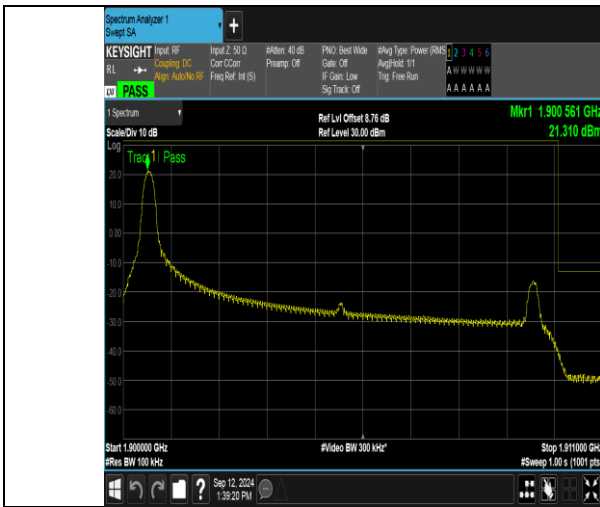 Spectrum Analyzer 1
Swept SA
+
KEYSIGHT Input: RF Input Z: 50 Ω #Atten: 40 dB PNO: Best Wide #Avg Type: Power (RMS 1 2 3 4 5 6
RL Coupling: DC Corr CCorr Preamp: Off Gate: Off Avg|Hold: 1/1 A W W W W W
Align: Auto/No RF Freq Ref: Int (S) IF Gain: Low Trig: Free Run
LXI PASS Sig Track: Off A A A A A A
1 Spectrum Ref Lvl Offset 8.76 dB Mkr1 1.900 561 GHz
Scale/Div 10 dB Ref Level 30.00 dBm 21.310 dBm
Log
Trace 1 Pass
1
20.0
10.0
0.00
-10.0
-20.0
-30.0
-40.0
-50.0
-60.0
Start 1.900000 GHz #Video BW 300 kHz* Stop 1.911000 GHz
#Res BW 100 kHz #Sweep 1.00 s (1001 pts
? Sep 12, 2024
1:39:20 PM